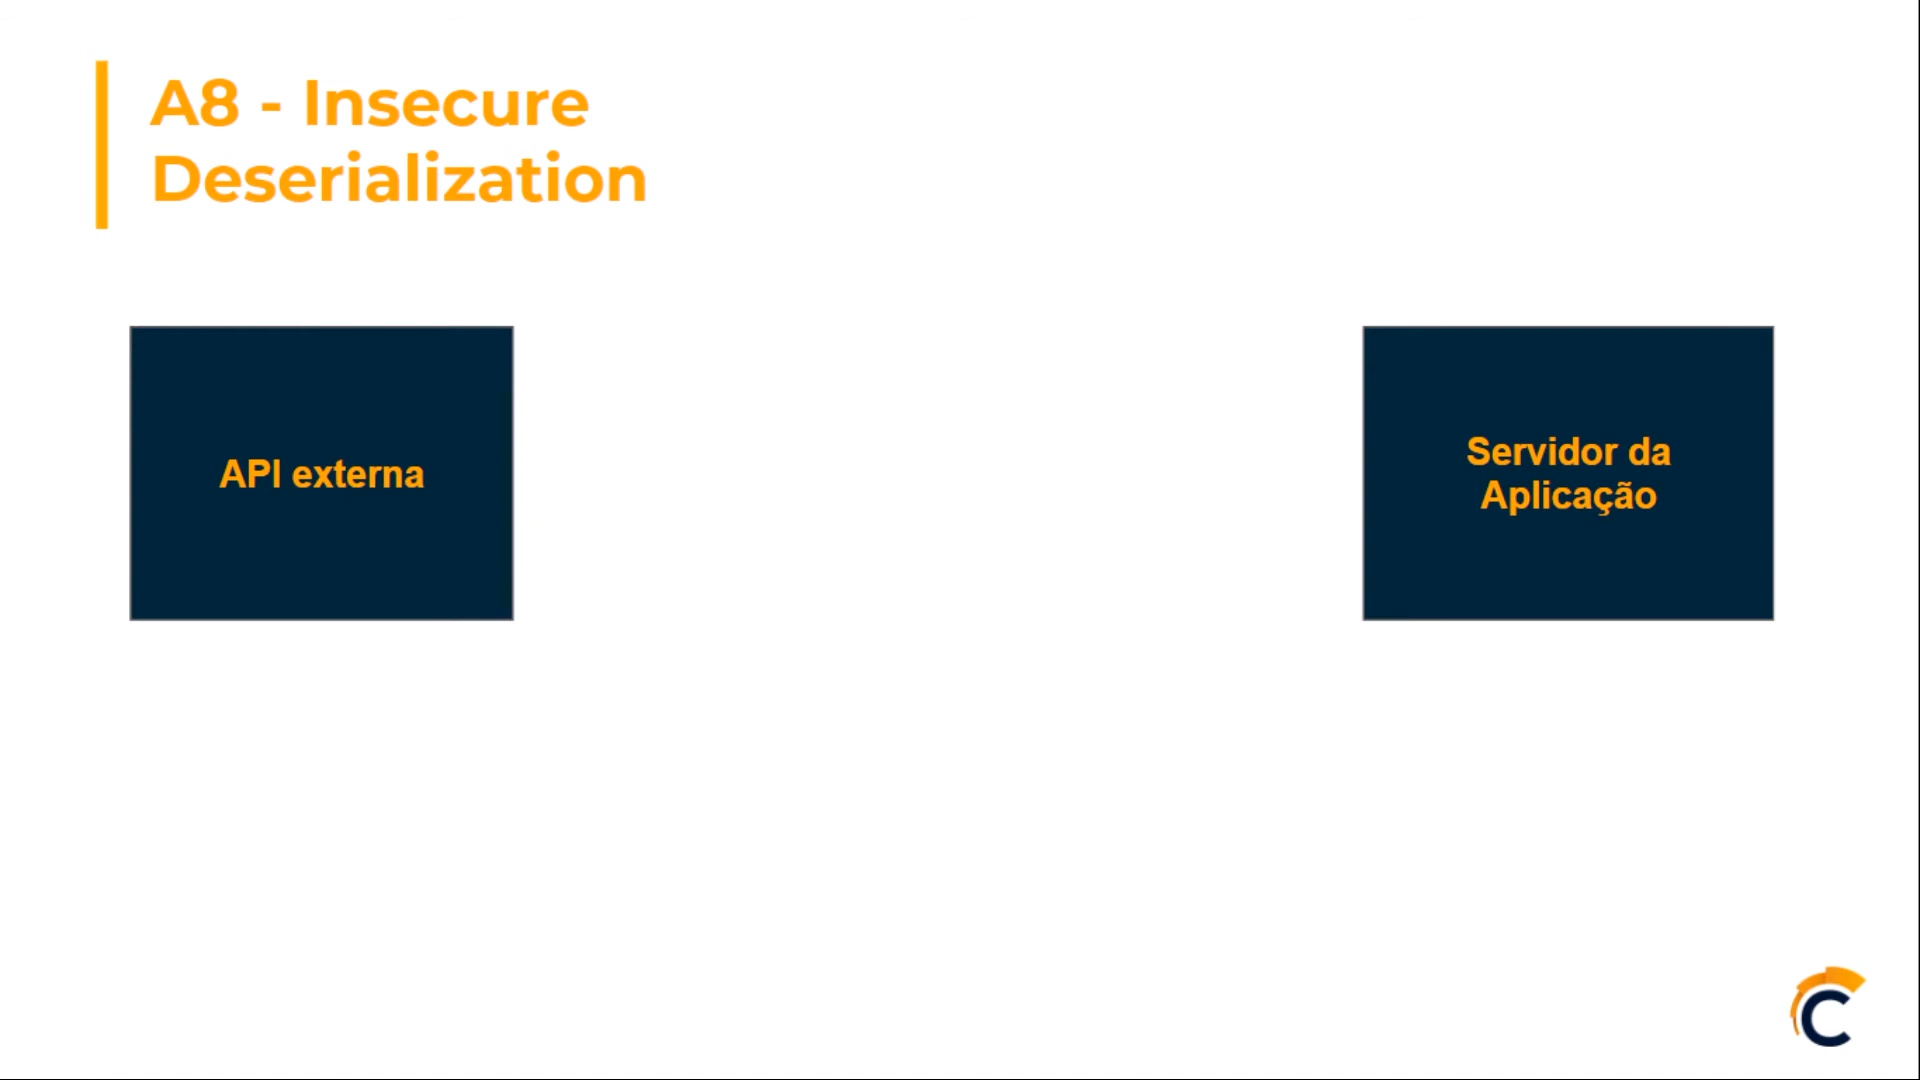 A8 - Insecure
Deserialization
API externa
Servidor da
Aplicação